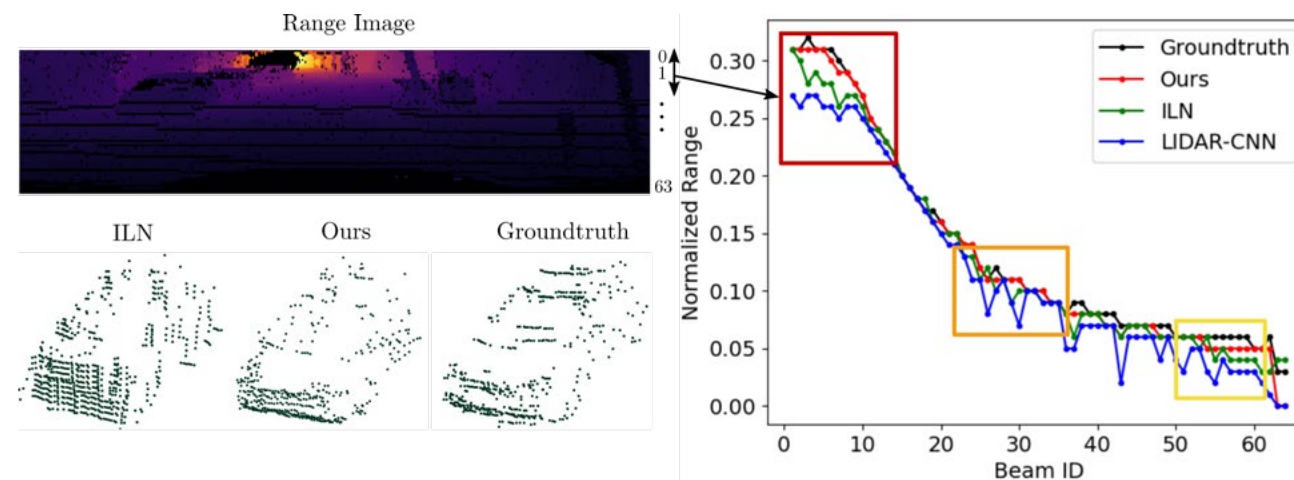 Range Image
0
1
63
ILN
Ours
Groundtruth
Normalized Range
0.30
0.25
0.20
0.15
0.10
0.05
0.00
0 10 20 30 40 50 60
Beam ID
Groundtruth
Ours
ILN
LIDAR-CNN